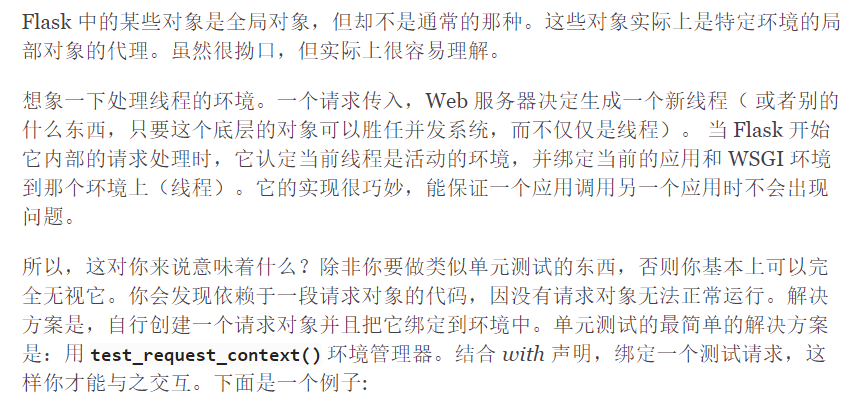 Flask 中的某些对象是全局对象，但却不是通常的那种。这些对象实际上是特定环境的局
部对象的代理。虽然很拗口，但实际上很容易理解。
想象一下处理线程的环境。一个请求传入，Web 服务器决定生成一个新线程（ 或者别的
什么东西，只要这个底层的对象可以胜任并发系统，而不仅仅是线程）。 当 Flask 开始
它内部的请求处理时，它认定当前线程是活动的环境，并绑定当前的应用和 WSGI 环境
到那个环境上（线程）。它的实现很巧妙，能保证一个应用调用另一个应用时不会出现
问题。
所以，这对你来说意味着什么？除非你要做类似单元测试的东西，否则你基本上可以完
全无视它。你会发现依赖于一段请求对象的代码，因没有请求对象无法正常运行。解决
方案是，自行创建一个请求对象并且把它绑定到环境中。单元测试的最简单的解决方案
是：用 test_request_context() 环境管理器。结合 with 声明，绑定一个测试请求，这
样你才能与之交互。下面是一个例子: